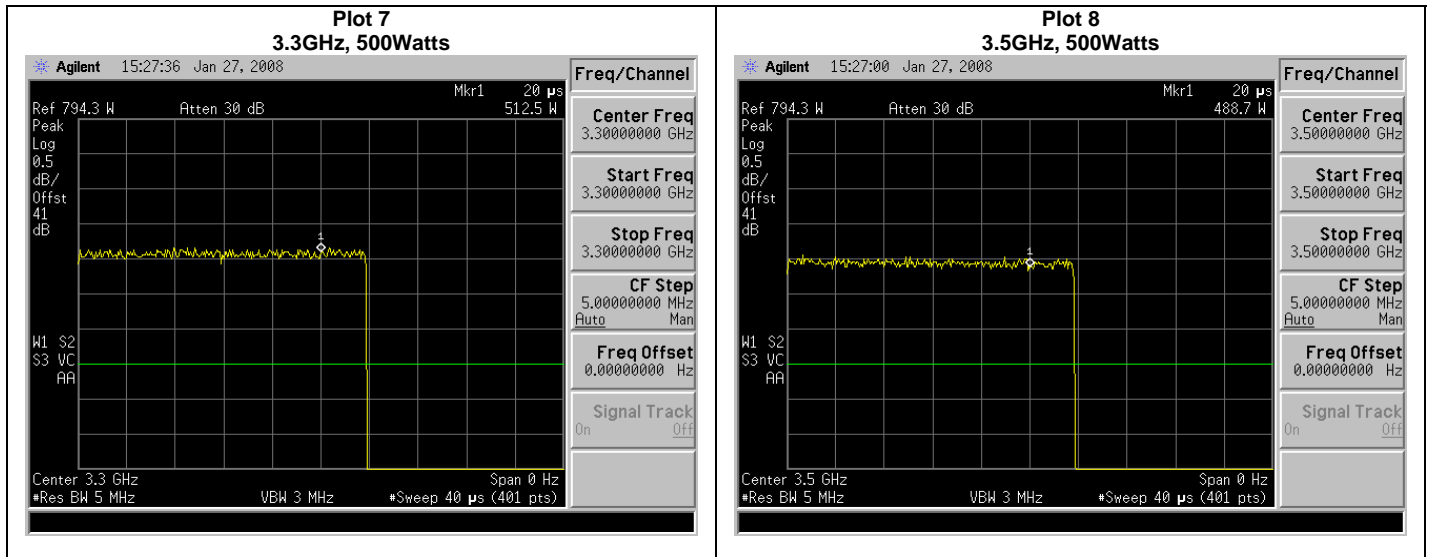 Plot 7
3.3GHz, 500Watts
Agilent 15:27:36 Jan 27, 2008
Mkr1 20 µs
Ref 794.3 W Atten 30 dB 512.5 W
Peak
Log
0.5
dB/
Offst
41
dB
1
W1 S2
S3 VC
AA
Center 3.3 GHz Span 0 Hz
#Res BW 5 MHz VBW 3 MHz #Sweep 40 µs (401 pts)
Freq/Channel
Center Freq
3.30000000 GHz
Start Freq
3.30000000 GHz
Stop Freq
3.30000000 GHz
CF Step
5.00000000 MHz
Auto Man
Freq Offset
0.00000000 Hz
Signal Track
On Off
Plot 8
3.5GHz, 500Watts
Agilent 15:27:00 Jan 27, 2008
Mkr1 20 µs
Ref 794.3 W Atten 30 dB 488.7 W
Peak
Log
0.5
dB/
Offst
41
dB
1
W1 S2
S3 VC
AA
Center 3.5 GHz Span 0 Hz
#Res BW 5 MHz VBW 3 MHz #Sweep 40 µs (401 pts)
Freq/Channel
Center Freq
3.50000000 GHz
Start Freq
3.50000000 GHz
Stop Freq
3.50000000 GHz
CF Step
5.00000000 MHz
Auto Man
Freq Offset
0.00000000 Hz
Signal Track
On Off